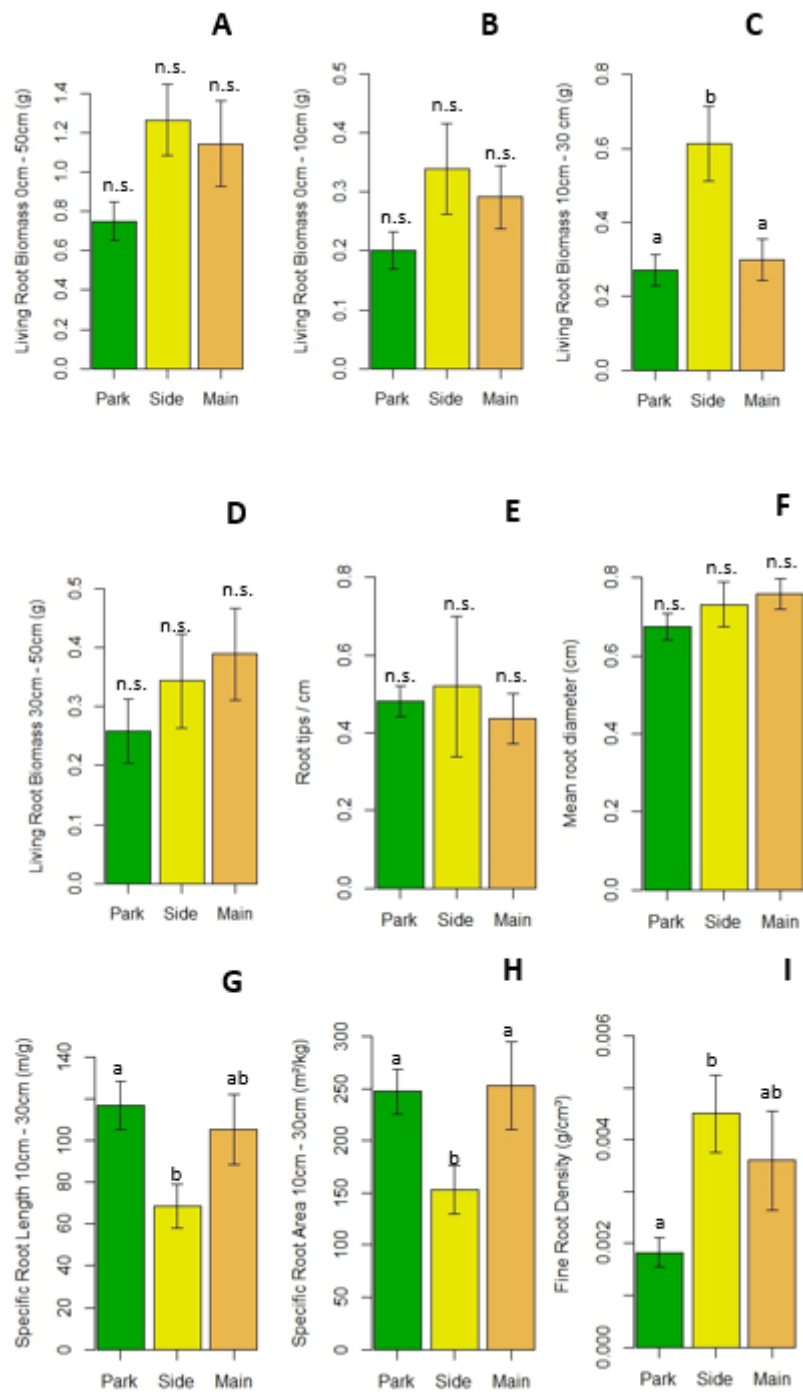 A
Living Root Biomass 0cm - 50cm (g)
0.0 0.2 0.4 0.6 0.8 1.0 1.2 1.4
n.s. n.s. n.s.
Park Side Main
B
Living Root Biomass 0cm - 10cm (g)
0.0 0.1 0.2 0.3 0.4 0.5
n.s. n.s. n.s.
Park Side Main
C
Living Root Biomass 10cm - 30 cm (g)
0.0 0.2 0.4 0.6 0.8
a b a
Park Side Main
D
Living Root Biomass 30cm - 50cm (g)
0.0 0.1 0.2 0.3 0.4 0.5
n.s. n.s. n.s.
Park Side Main
E
Root tips / cm
0.0 0.2 0.4 0.6 0.8
n.s. n.s. n.s.
Park Side Main
F
Mean root diameter (cm)
0.0 0.2 0.4 0.6 0.8
n.s. n.s. n.s.
Park Side Main
G
Specific Root Length 10cm - 30cm (m/g)
0 20 40 60 80 100 120 140
a b ab
Park Side Main
H
Specific Root Area 10cm - 30cm (m²/kg)
0 50 100 150 200 250 300
a b a
Park Side Main
I
Fine Root Density (g/cm³)
0.000 0.002 0.004 0.006
a b ab
Park Side Main